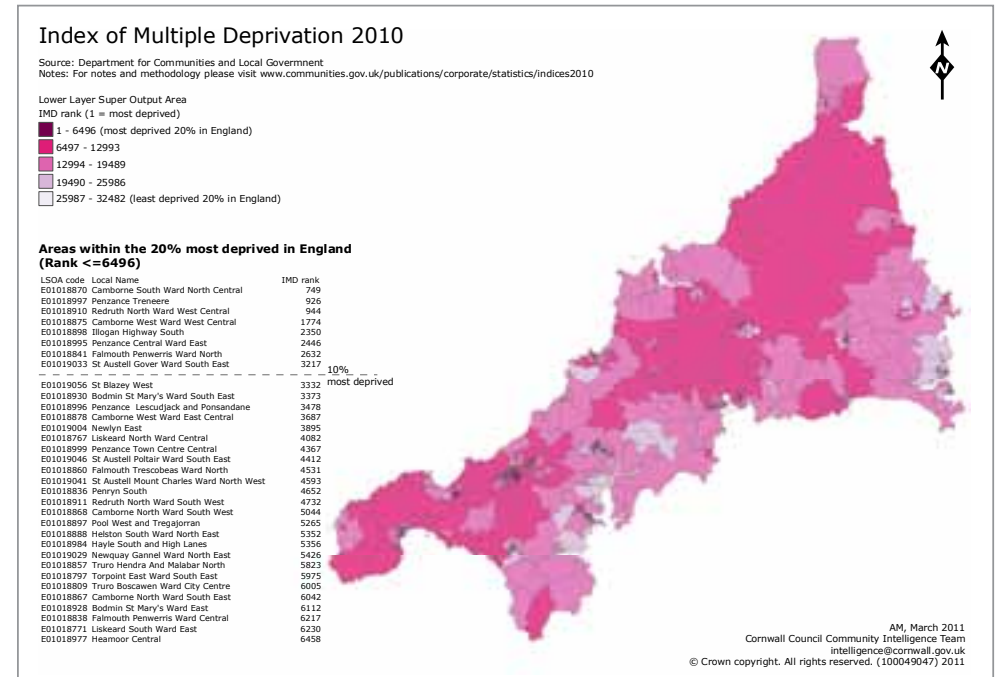 Index of Multiple Deprivation 2010
Source: Department for Communities and Local Government
Notes: For notes and methodology please visit www.communities.gov.uk/publications/corporate/statistics/indices2010
N
Lower Layer Super Output Area
IMD rank (1 = most deprived)
1 - 6496 (most deprived 20% in England)
6497 - 12993
12994 - 19489
19490 - 25986
25987 - 32482 (least deprived 20% in England)
Areas within the 20% most deprived in England
(Rank <=6496)
LSOA code Local Name IMD rank
E01018870 Camborne South Ward North Central 749
E01018997 Penzance Treneere 926
E01018910 Redruth North Ward West Central 944
E01018875 Camborne West Ward West Central 1774
E01018898 Illogan Highway South 2350
E01018995 Penzance Central Ward East 2446
E01018841 Falmouth Penwerris Ward North 2632
E01019033 St Austell Gover Ward South East 3217
10%
most deprived
E01019056 St Blazey West 3332
E01018930 Bodmin St Mary's Ward South East 3373
E01018996 Penzance Lescudjack and Ponsandane 3478
E01018878 Camborne West Ward East Central 3687
E01019004 Newlyn East 3895
E01018767 Liskeard North Ward Central 4082
E01018999 Penzance Town Centre Central 4367
E01019046 St Austell Poltair Ward South East 4412
E01018860 Falmouth Trescobeas Ward North 4531
E01019041 St Austell Mount Charles Ward North West 4593
E01018836 Penryn South 4652
E01018911 Redruth North Ward South West 4732
E01018868 Camborne North Ward South West 5044
E01018897 Pool West and Tregajorran 5265
E01018888 Helston South Ward North East 5352
E01018984 Hayle South and High Lanes 5356
E01019029 Newquay Gannel Ward North East 5426
E01018857 Truro Hendra And Malabar North 5823
E01018797 Torpoint East Ward South East 5975
E01018809 Truro Boscawen Ward City Centre 6005
E01018867 Camborne North Ward South East 6042
E01018928 Bodmin St Mary's Ward East 6112
E01018838 Falmouth Penwerris Ward Central 6217
E01018771 Liskeard South Ward East 6230
E01018977 Heamoor Central 6458
AM, March 2011
Cornwall Council Community Intelligence Team
intelligence@cornwall.gov.uk
© Crown copyright. All rights reserved. (100049047) 2011